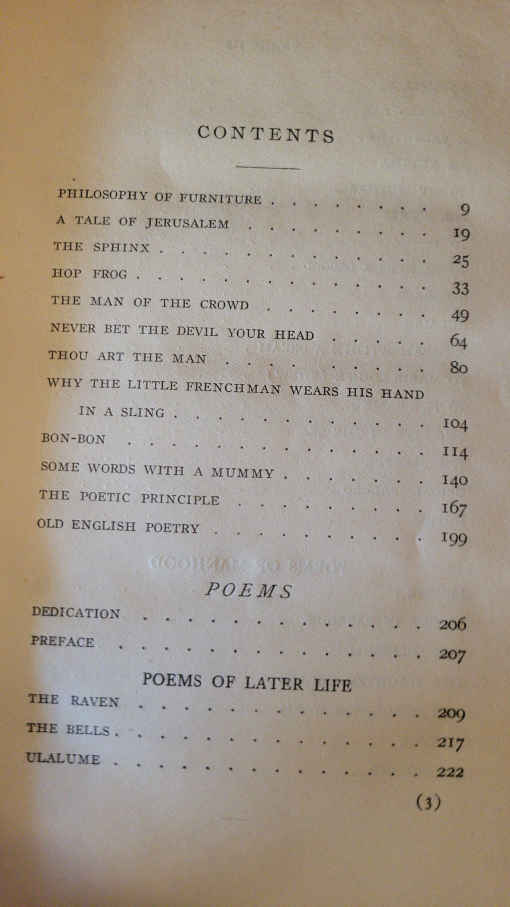 CONTENTS
PHILOSOPHY OF FURNITURE . . . . . . . 9
A TALE OF JERUSALEM . . . . . . . . 19
THE SPHINX . . . . . . . . . . . 25
HOP FROG . . . . . . . . . . . . 33
THE MAN OF THE CROWD . . . . . . . 49
NEVER BET THE DEVIL YOUR HEAD . . . . . 64
THOU ART THE MAN . . . . . . . . 80
WHY THE LITTLE FRENCHMAN WEARS HIS HAND
IN A SLING . . . . . . . . . . . 104
BON-BON . . . . . . . . . . . . 114
SOME WORDS WITH A MUMMY . . . . . . 140
THE POETIC PRINCIPLE . . . . . . . . 167
OLD ENGLISH POETRY . . . . . . . . . 199
POEMS
DEDICATION . . . . . . . . . . . . 206
PREFACE . . . . . . . . . . . . . 207
POEMS OF LATER LIFE
THE RAVEN . . . . . . . . . . . . 209
THE BELLS . . . . . . . . . . . . . 217
ULALUME . . . . . . . . . . . . . 222
(3)